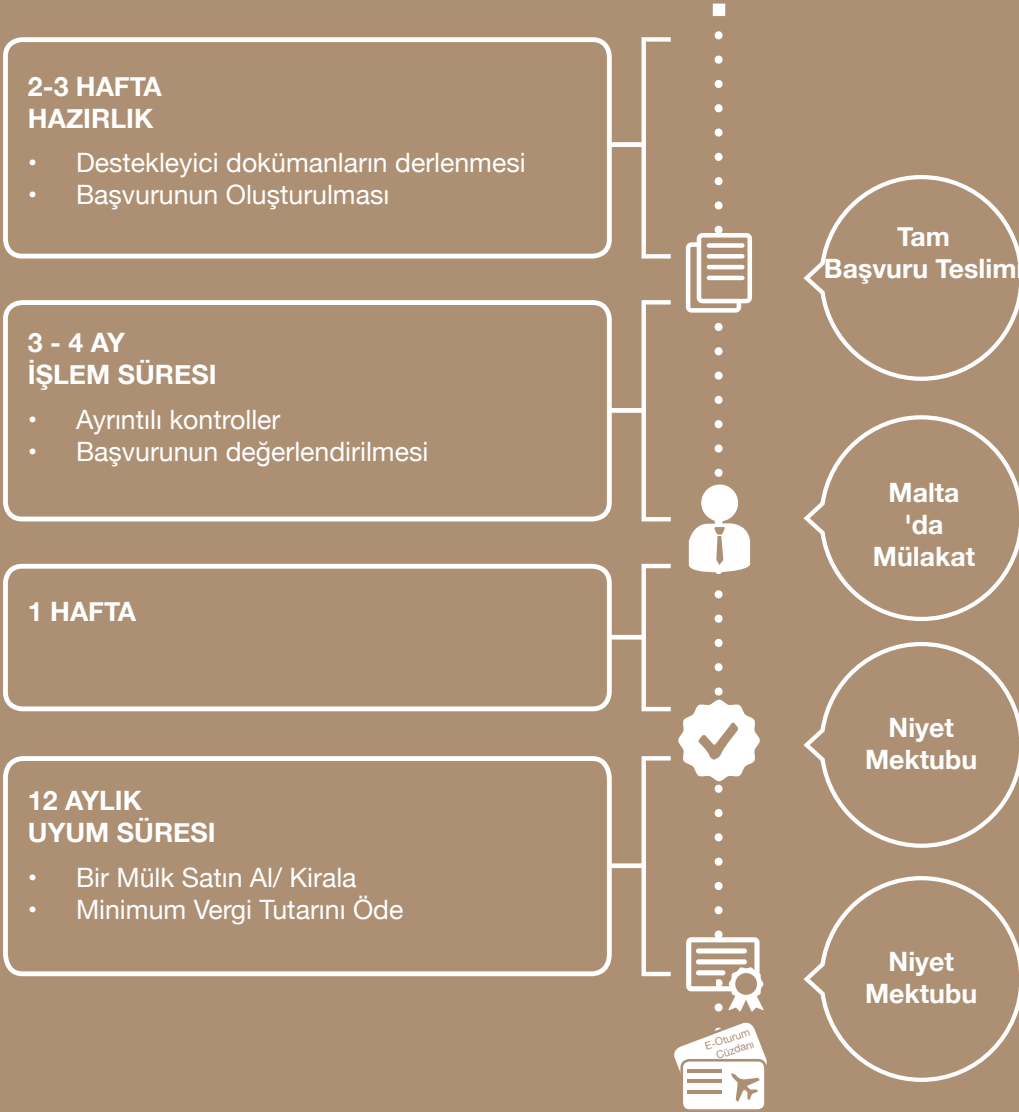 2-3 HAFTA
HAZIRLIK
• Destekleyici dokümanların derlenmesi
• Başvurunun Oluşturulması
Tam
Başvuru Teslimi
3 - 4 AY
İŞLEM SÜRESI
• Ayrıntılı kontroller
• Başvurunun değerlendirilmesi
Malta
'da
Mülakat
1 HAFTA
Niyet
Mektubu
12 AYLIK
UYUM SÜRESI
• Bir Mülk Satın Al/ Kirala
• Minimum Vergi Tutarını Öde
Niyet
Mektubu
E-Oturum
Cüzdanı